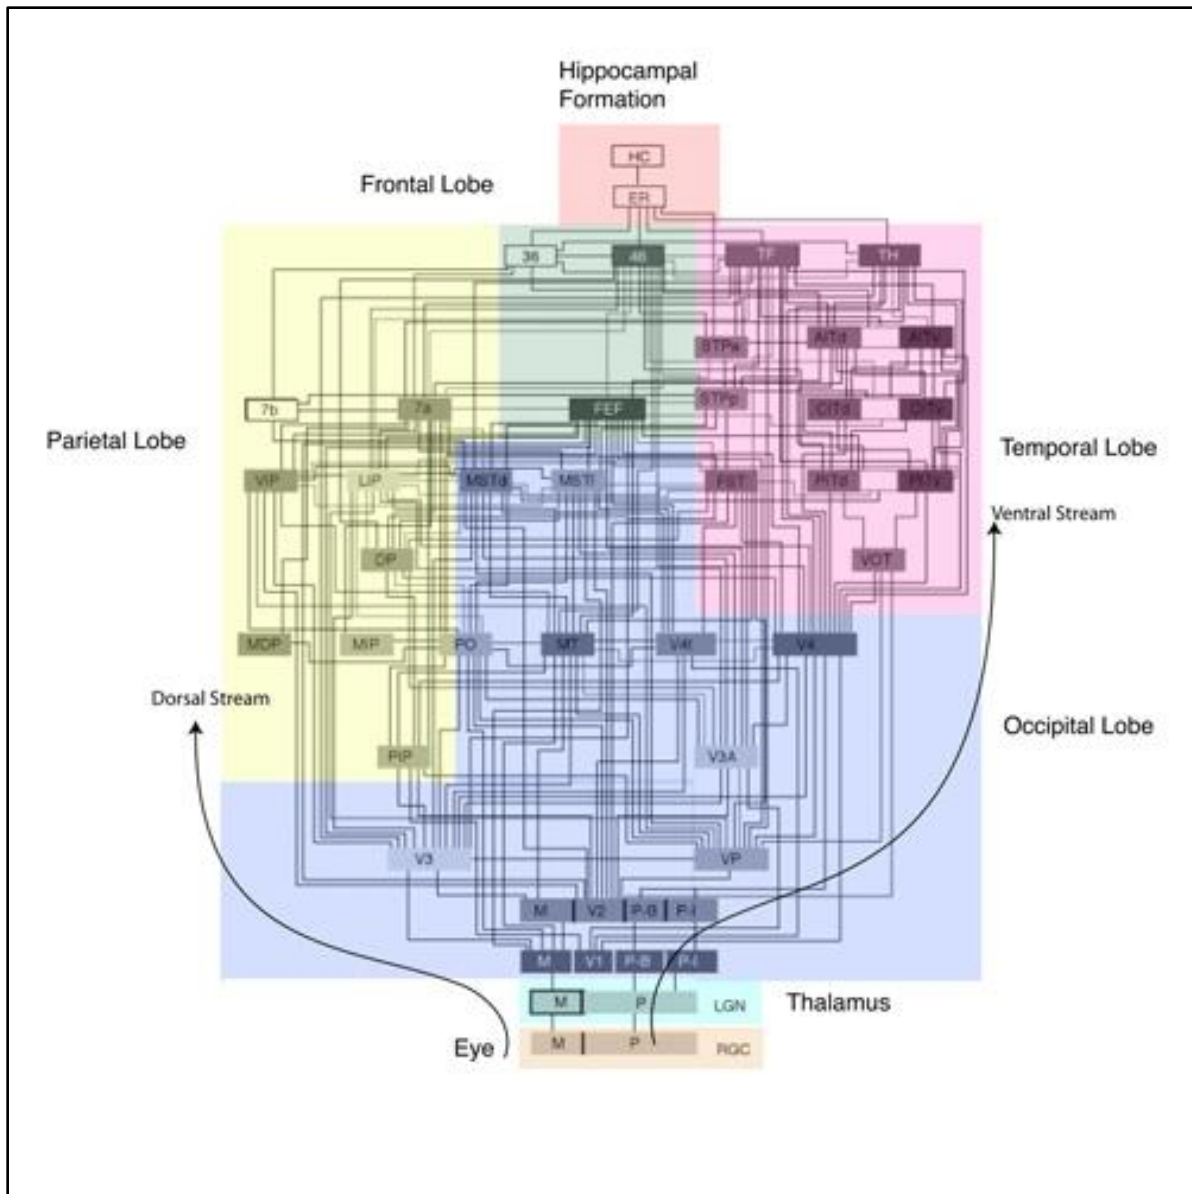 Hippocampal
Formation
HC
Frontal Lobe
ER
36 46 TF TH
STPa AITd AITv
7b 7a FEF STPp CITd CITv
Parietal Lobe
Temporal Lobe
VIP LIP MSTd MSTl FST PITd PITv
Ventral Stream
DP VOT
MDP MIP PO MT V4t V4
Dorsal Stream
Occipital Lobe
PIP V3A
V3 VP
M V2 P-B P-I
M V1 P-B P-I
M P LGN Thalamus
Eye M P RGC